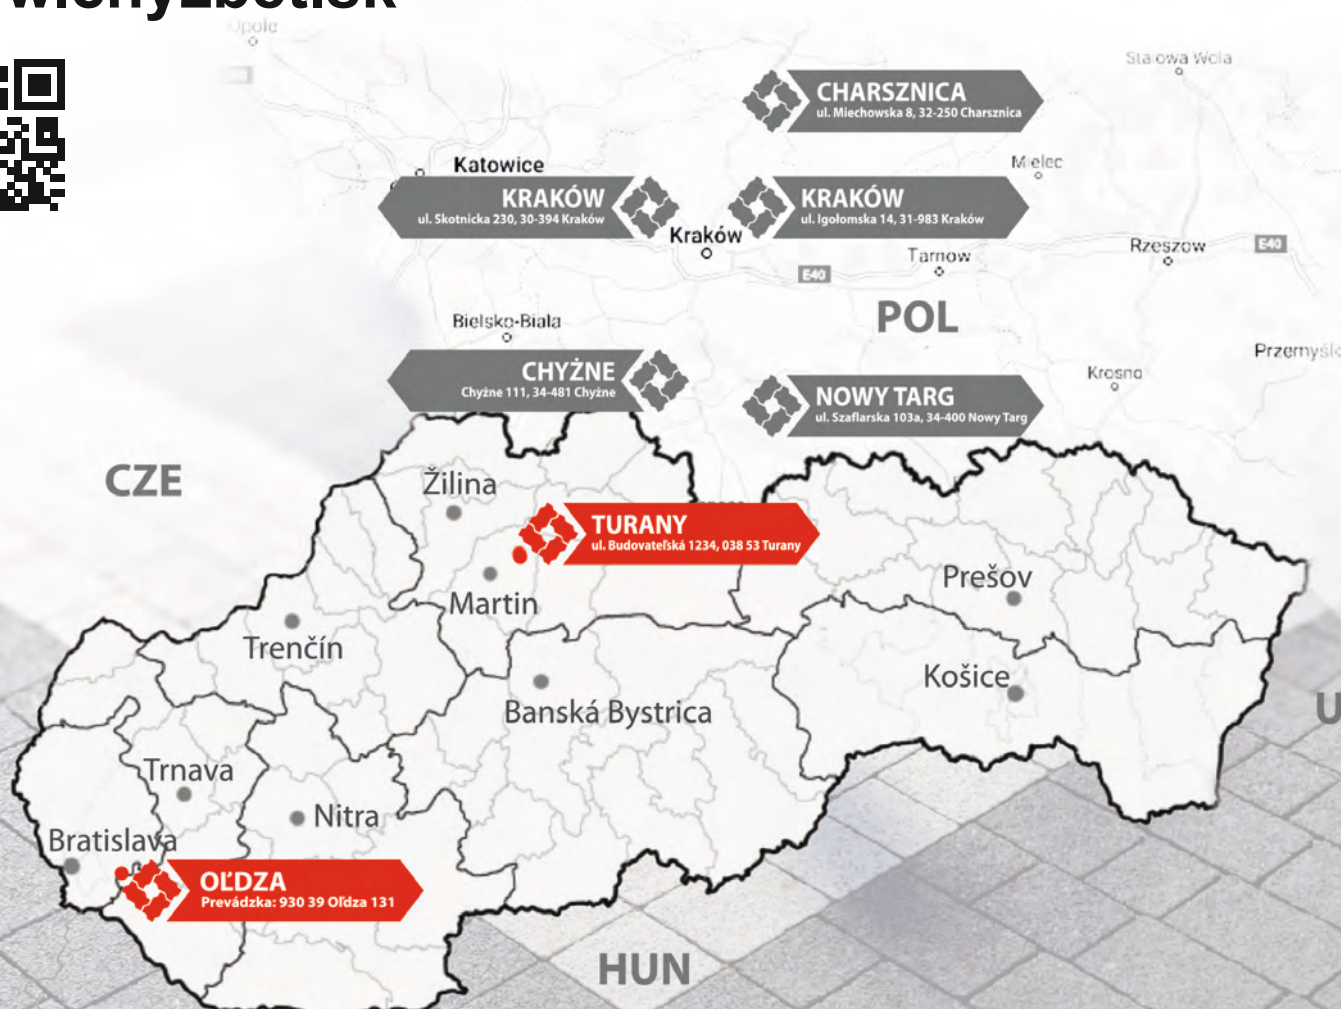 Opole
Stalowa Wola
CHARSZNICA
ul. Miechowska 8, 32-250 Charsznica
Katowice
Mielec
KRAKÓW
ul. Skotnicka 230, 30-394 Kraków
KRAKÓW
ul. Igołomska 14, 31-983 Kraków
Kraków
Tarnow
Rzeszow
E40
E40
Bielsko-Biala
POL
Przemyśl
CHYŻNE
Chyżne 111, 34-481 Chyżne
Krosno
NOWY TARG
ul. Szaflarska 103a, 34-400 Nowy Targ
CZE
Žilina
TURANY
ul. Budovateľská 1234, 038 53 Turany
Martin
Prešov
Trenčín
Košice
Banská Bystrica
U
Trnava
Nitra
Bratislava
OĽDZA
Prevádzka: 930 39 Oľdza 131
HUN